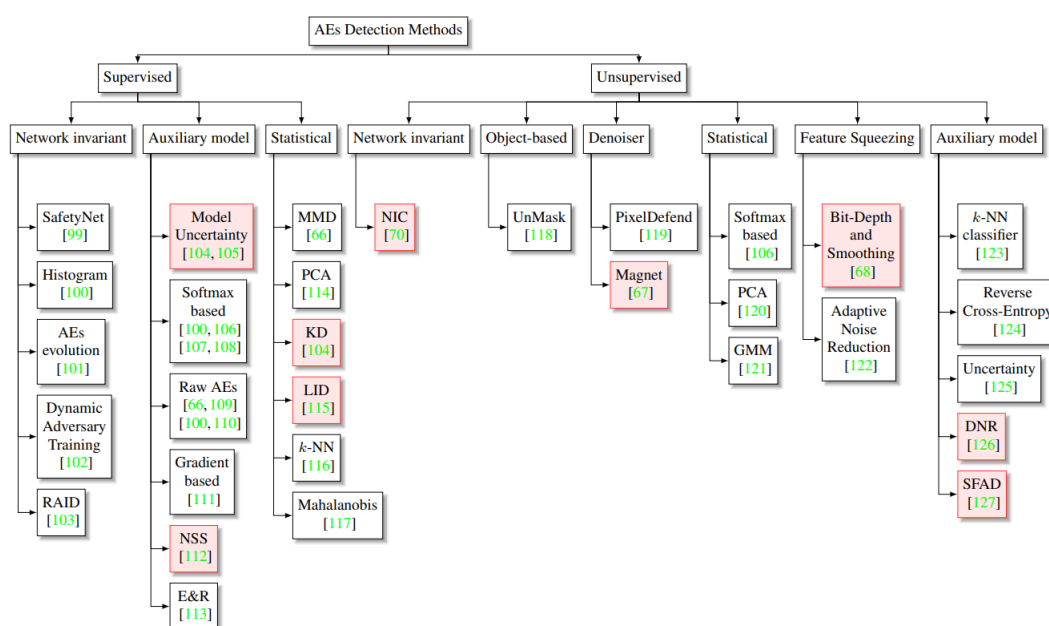 AEs Detection Methods
Supervised
Unsupervised
Network invariant
Auxiliary model
Statistical
Network invariant
Object-based
Denoiser
Statistical
Feature Squeezing
Auxiliary model
SafetyNet
[99]
Histogram
[100]
AEs
evolution
[101]
Dynamic
Adversary
Training
[102]
RAID
[103]
Model
Uncertainty
[104, 105]
Softmax
based
[100, 106]
[107, 108]
Raw AEs
[66, 109]
[100, 110]
Gradient
based
[111]
NSS
[112]
E&R
[113]
MMD
[66]
PCA
[114]
KD
[104]
LID
[115]
k-NN
[116]
Mahalanobis
[117]
NIC
[70]
UnMask
[118]
PixelDefend
[119]
Magnet
[67]
Softmax
based
[106]
PCA
[120]
GMM
[121]
Bit-Depth
and
Smoothing
[68]
Adaptive
Noise
Reduction
[122]
k-NN
classifier
[123]
Reverse
Cross-Entropy
[124]
Uncertainty
[125]
DNR
[126]
SFAD
[127]